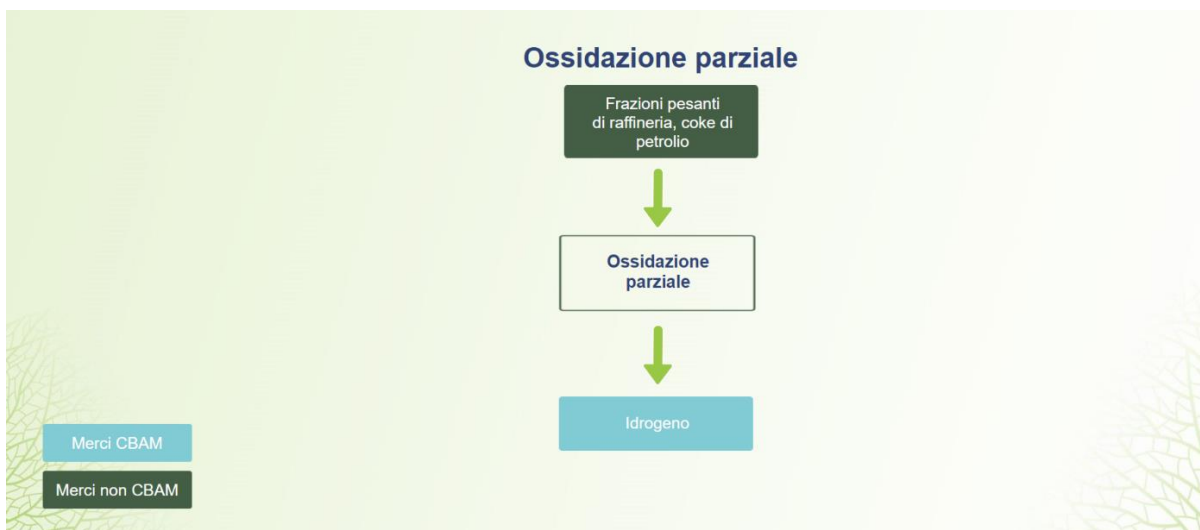 Ossidazione parziale
Frazioni pesanti
di raffineria, coke di
petrolio
Ossidazione
parziale
Idrogeno
Merci CBAM
Merci non CBAM